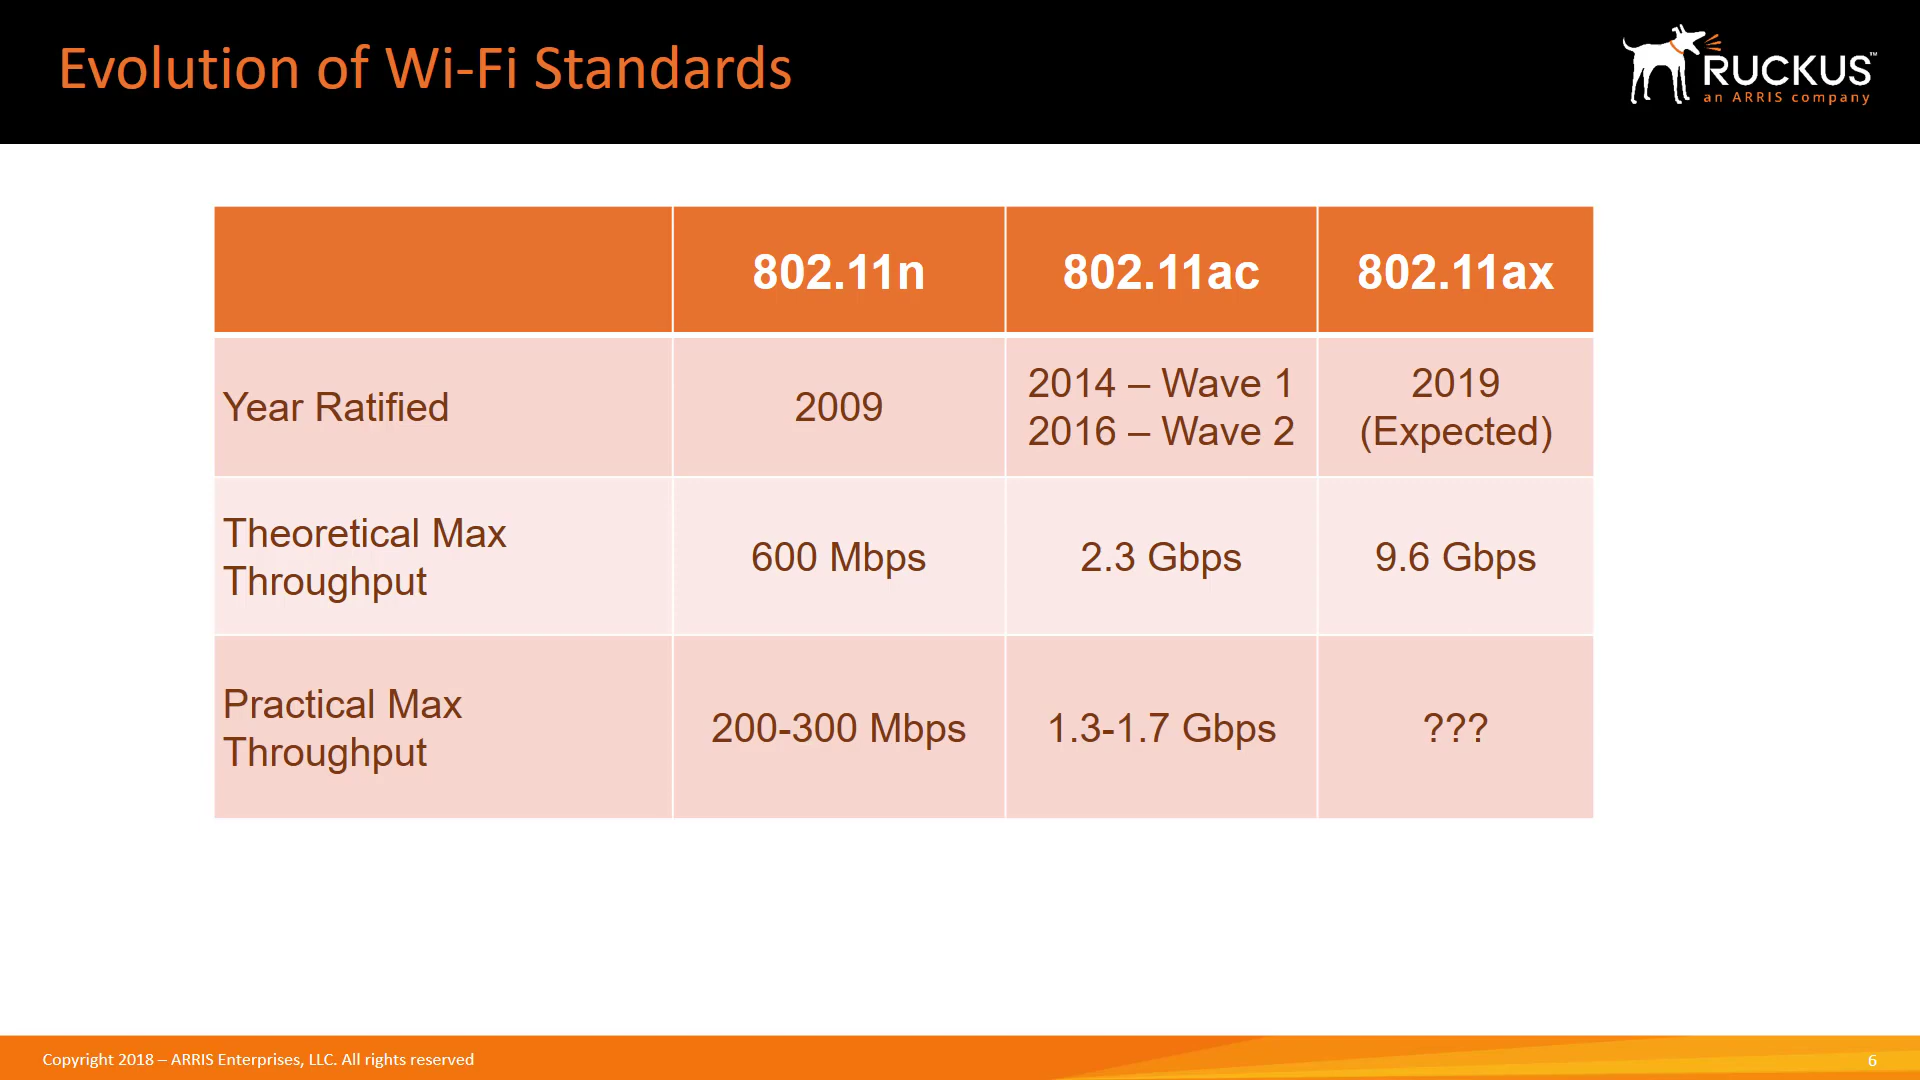 Evolution of Wi-Fi Standards
RUCKUS™
an ARRIS company
802.11n 802.11ac 802.11ax
Year Ratified 2009 2014 – Wave 1 2019
2016 – Wave 2 (Expected)
Theoretical Max
Throughput 600 Mbps 2.3 Gbps 9.6 Gbps
Practical Max
Throughput 200-300 Mbps 1.3-1.7 Gbps ???
Copyright 2018 – ARRIS Enterprises, LLC. All rights reserved 6